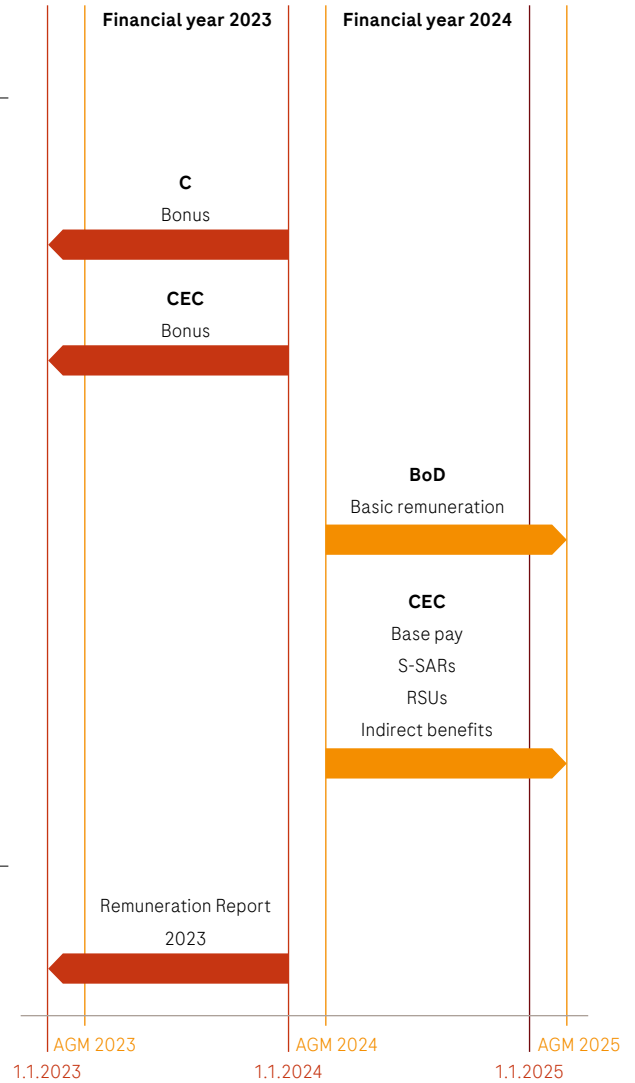 Financial year 2023
Financial year 2024
C
Bonus
CEC
Bonus
BoD
Basic remuneration
CEC
Base pay
S-SARs
RSUs
Indirect benefits
Remuneration Report
2023
AGM 2023
AGM 2024
AGM 2025
1.1.2023
1.1.2024
1.1.2025